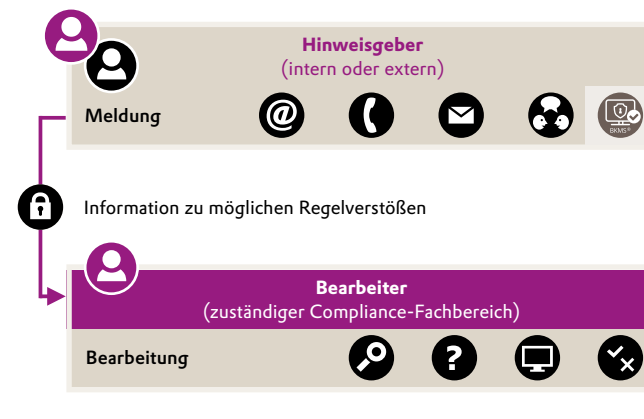 Hinweisgeber
(intern oder extern)
Meldung
BKMS®
Information zu möglichen Regelverstößen
Bearbeiter
(zuständiger Compliance-Fachbereich)
Bearbeitung